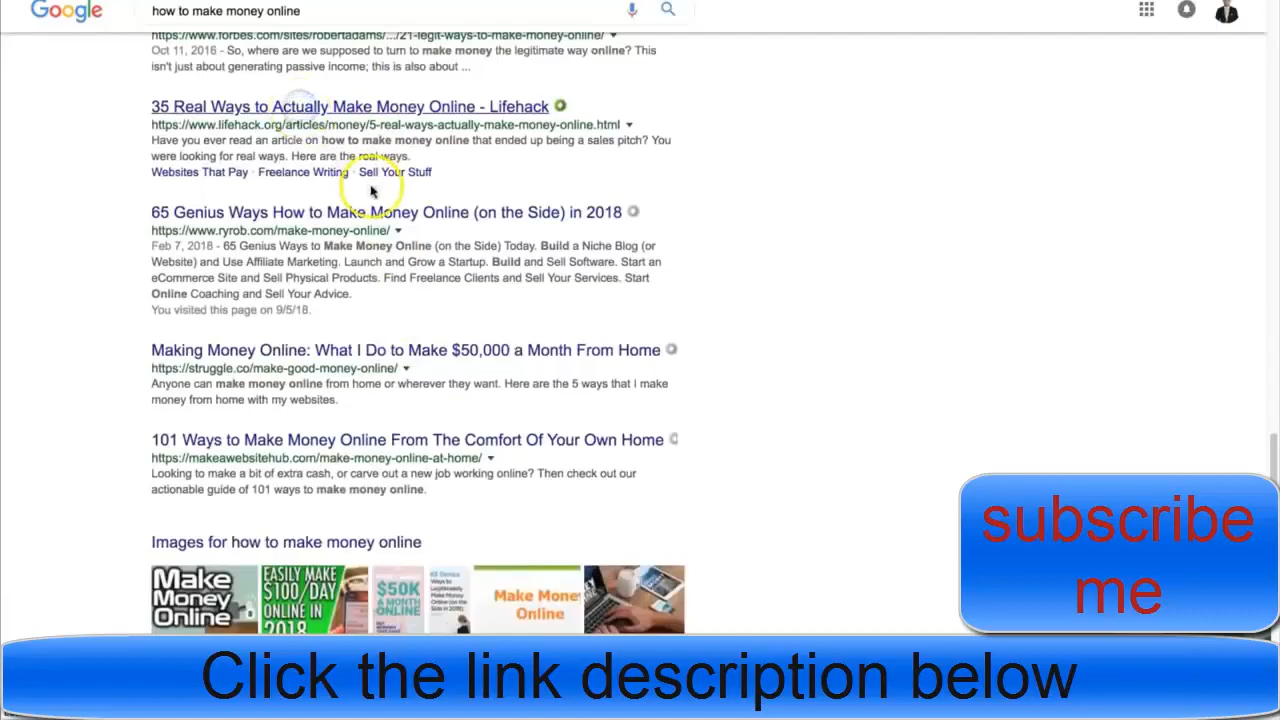 Google
how to make money online
https://www.forbes.com/sites/robertadams/.../21-legit-ways-to-make-money-online/
Oct 11, 2016 - So, where are we supposed to turn to make money the legitimate way online? This
isn't just about generating passive income; this is also about ...
35 Real Ways to Actually Make Money Online - Lifehack
https://www.lifehack.org/articles/money/5-real-ways-actually-make-money-online.html
Have you ever read an article on how to make money online that ended up being a sales pitch? You
were looking for real ways. Here are the real ways.
Websites That Pay · Freelance Writing · Sell Your Stuff
65 Genius Ways How to Make Money Online (on the Side) in 2018
https://www.ryrob.com/make-money-online/
Feb 7, 2018 - 65 Genius Ways to Make Money Online (on the Side) Today. Build a Niche Blog (or
Website) and Use Affiliate Marketing. Launch and Grow a Startup. Build and Sell Software. Start an
eCommerce Site and Sell Physical Products. Find Freelance Clients and Sell Your Services. Start
Online Coaching and Sell Your Advice.
You visited this page on 9/5/18.
Making Money Online: What I Do to Make $50,000 a Month From Home
https://struggle.co/make-good-money-online/
Anyone can make money online from home or wherever they want. Here are the 5 ways that I make
money from home with my websites.
101 Ways to Make Money Online From The Comfort Of Your Own Home
https://makeawebsitehub.com/make-money-online-at-home/
Looking to make a bit of extra cash, or carve out a new job working online? Then check out our
actionable guide of 101 ways to make money online.
Images for how to make money online
Make
Money
Online
EASILY MAKE
$100/DAY
ONLINE IN
2018
$50K
A MONTH
ONLINE
Ways to
Make Money
Online (on the
Side) in 2018
Make Money
Online
subscribe
me
Click the link description below